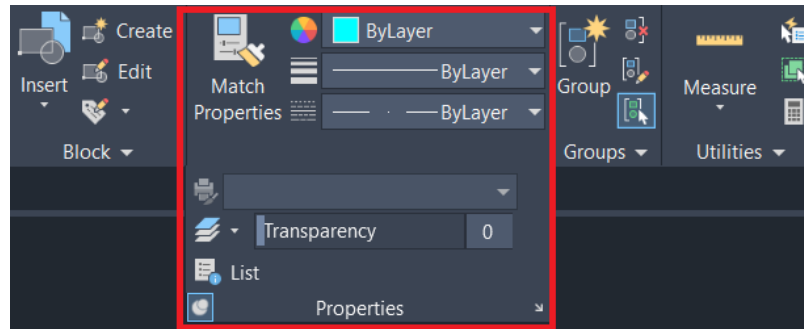 Insert
Create
Edit
Block
Match
Properties
ByLayer
ByLayer
ByLayer
Transparency 0
List
Properties
Group
Groups
Measure
Utilities